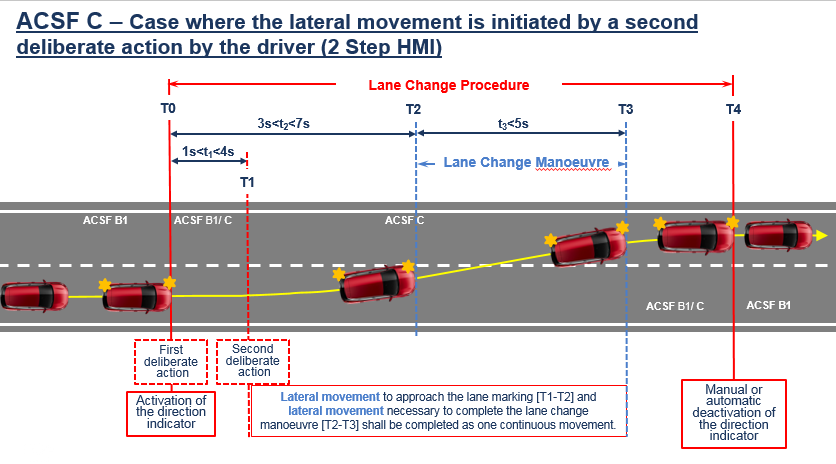 ACSF C – Case where the lateral movement is initiated by a second
deliberate action by the driver (2 Step HMI)
Lane Change Procedure
T0
T2
T3
T4
3s<t2<7s
t3<5s
1s<t1<4s
Lane Change Manoeuvre
T1
ACSF B1
ACSF B1/ C
ACSF C
ACSF B1/ C
ACSF B1
First
deliberate
action
Second
deliberate
action
Activation of
the direction
indicator
Lateral movement to approach the lane marking [T1-T2] and
lateral movement necessary to complete the lane change
manoeuvre [T2-T3] shall be completed as one continuous movement.
Manual or
automatic
deactivation of
the direction
indicator